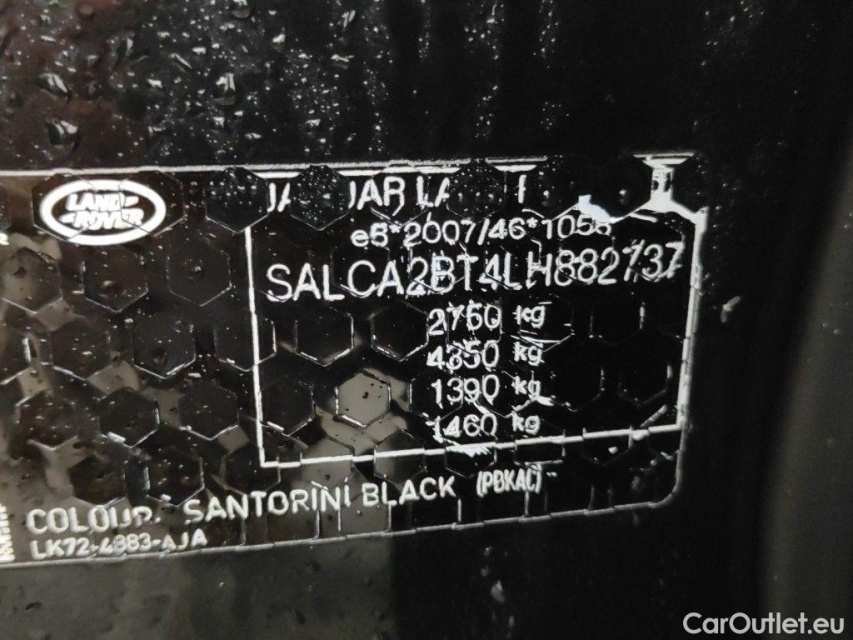 LAND
ROVER
e5*2007/46*1058
SALCA2BT4LH882737
2760 kg
4350 kg
1390 kg
1460 kg
COLOUR: SANTORINI BLACK (PBKAC)
LK72-4883-AJA
CarOutlet.eu